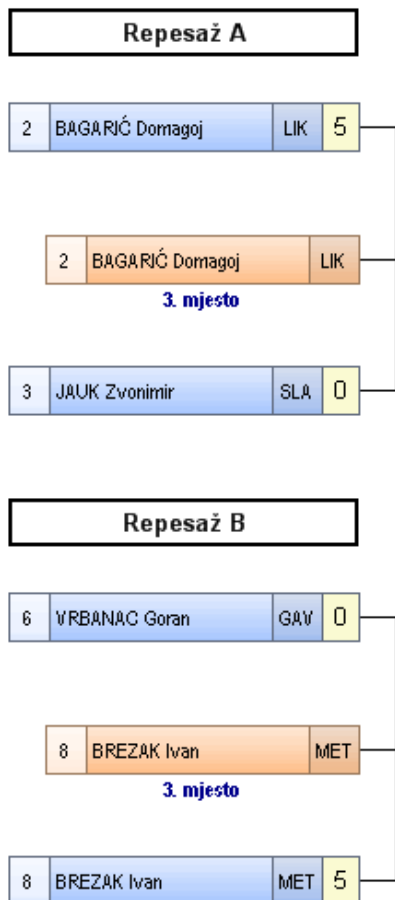 Repesaž A
2 BAGARIĆ Domagoj LIK 5
2 BAGARIĆ Domagoj LIK
3. mjesto
3 JAUK Zvonimir SLA 0
Repesaž B
6 VRBANAC Goran GAV 0
8 BREZAK Ivan MET
3. mjesto
8 BREZAK Ivan MET 5